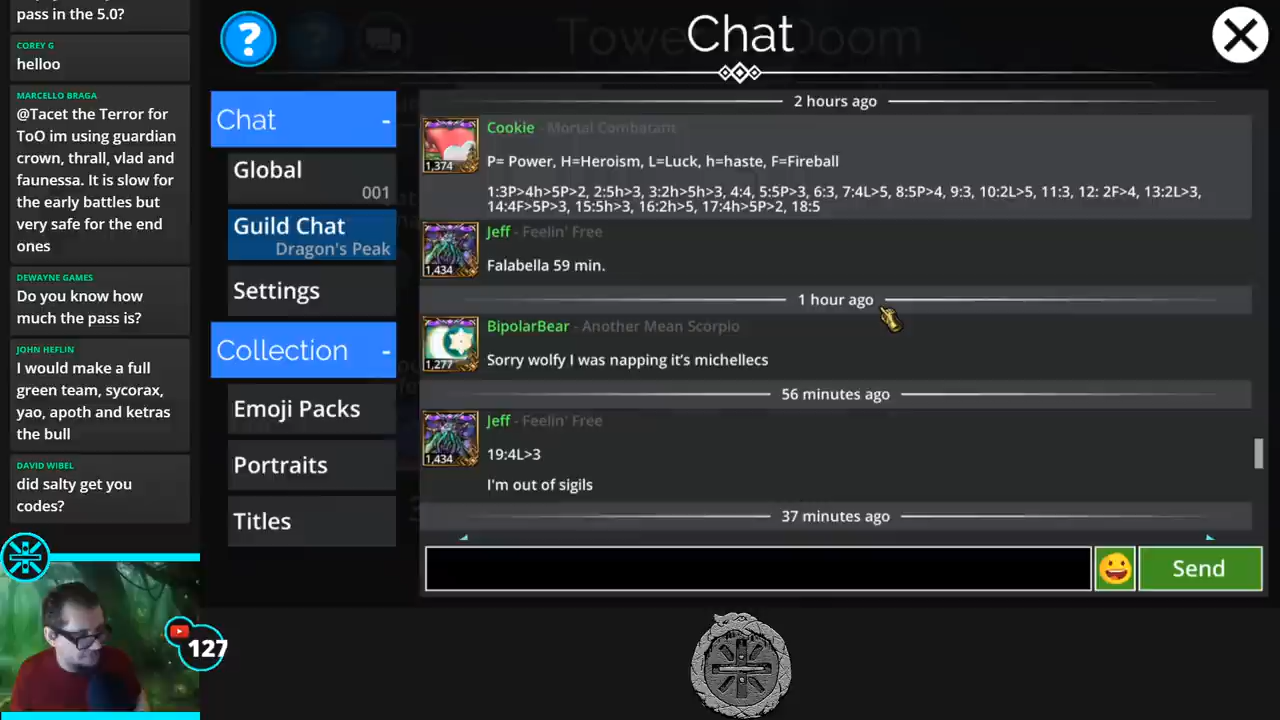 pass in the 5.0?
COREY G
helloo
MARCELLO BRAGA
@Tacet the Terror for
ToO im using guardian
crown, thrall, vlad and
faunessa. It is slow for
the early battles but
very safe for the end
ones
DEWAYNE GAMES
Do you know how
much the pass is?
JOHN HEFLIN
I would make a full
green team, sycorax,
yao, apoth and ketras
the bull
DAVID WIBEL
did salty get you
codes?
127
?
Chat
Chat -
Global
001
Guild Chat
Dragon's Peak
Settings
Collection -
Emoji Packs
Portraits
Titles
2 hours ago
Cookie - Mortal Combatant
1,374
P= Power, H=Heroism, L=Luck, h=haste, F=Fireball
1:3P>4h>5P>2, 2:5h>3, 3:2h>5h>3, 4:4, 5:5P>3, 6:3, 7:4L>5, 8:5P>4, 9:3, 10:2L>5, 11:3, 12: 2F>4, 13:2L>3,
14:4F>5P>3, 15:5h>3, 16:2h>5, 17:4h>5P>2, 18:5
Jeff - Feelin' Free
1,434
Falabella 59 min.
1 hour ago
BipolarBear - Another Mean Scorpio
1,277
Sorry wolfy I was napping it's michellecs
56 minutes ago
Jeff - Feelin' Free
1,434
19:4L>3
I'm out of sigils
37 minutes ago
Send